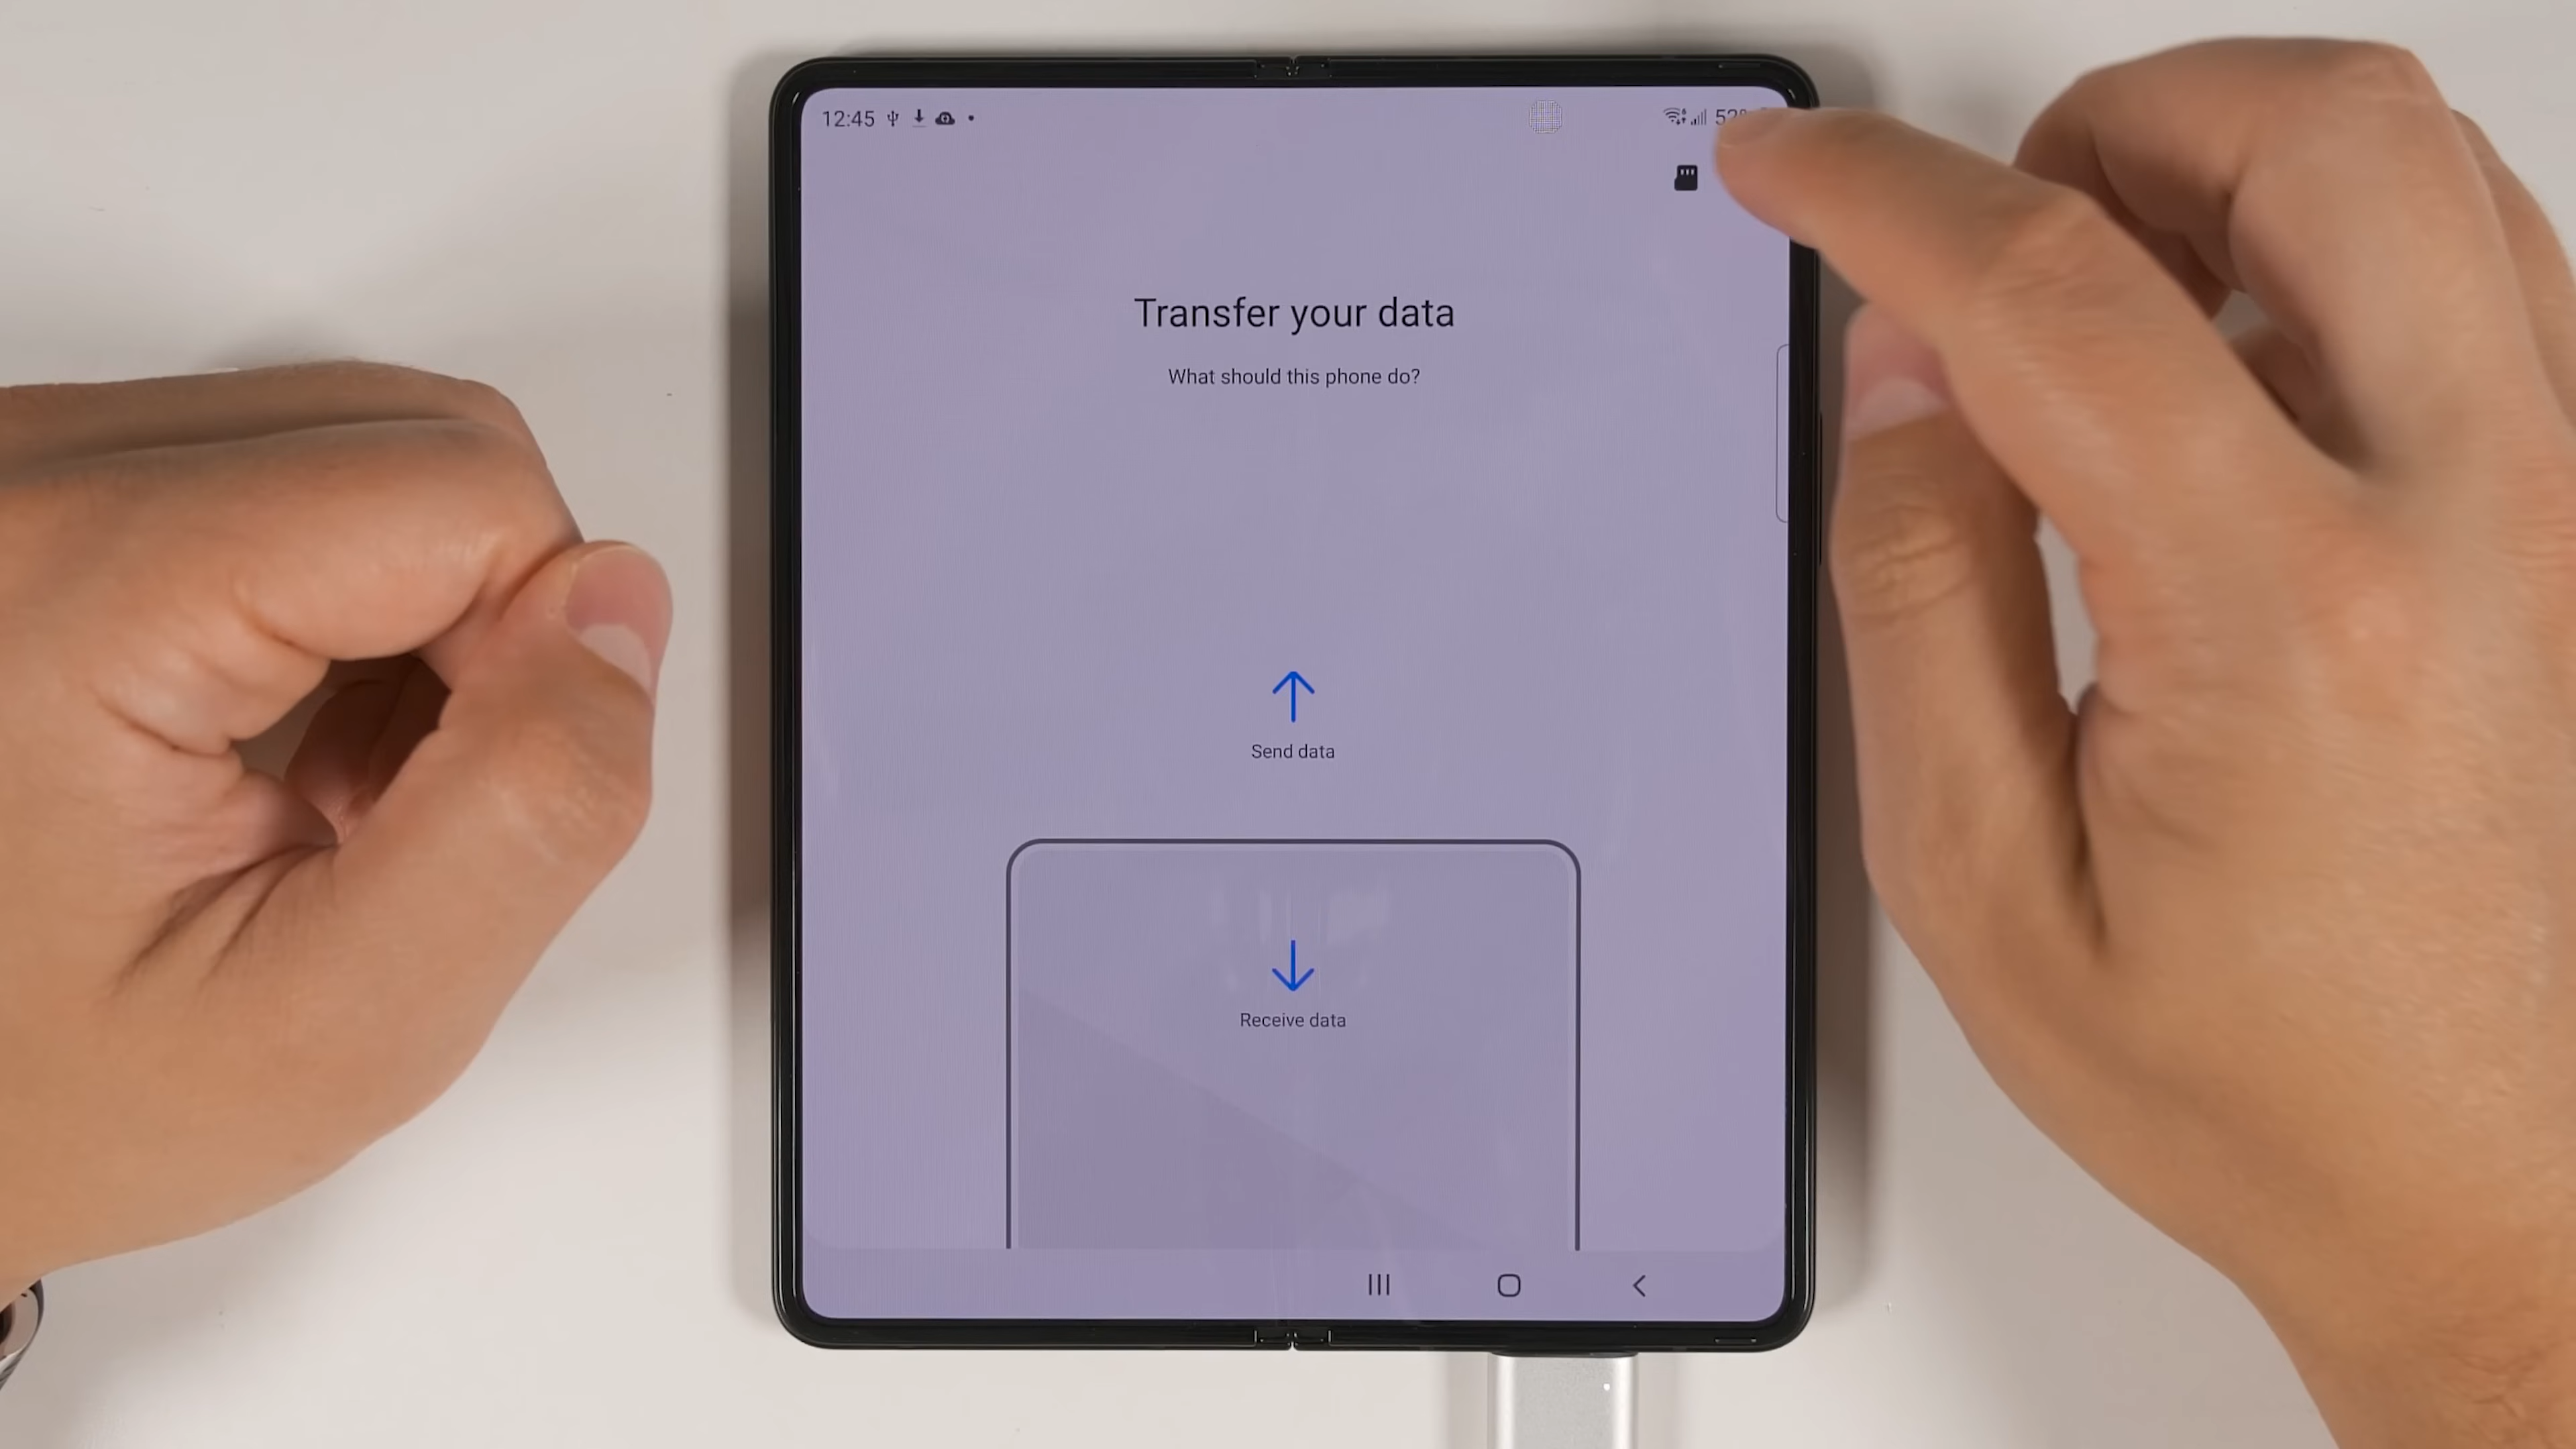 12:45
Transfer your data
What should this phone do?
Send data
Receive data